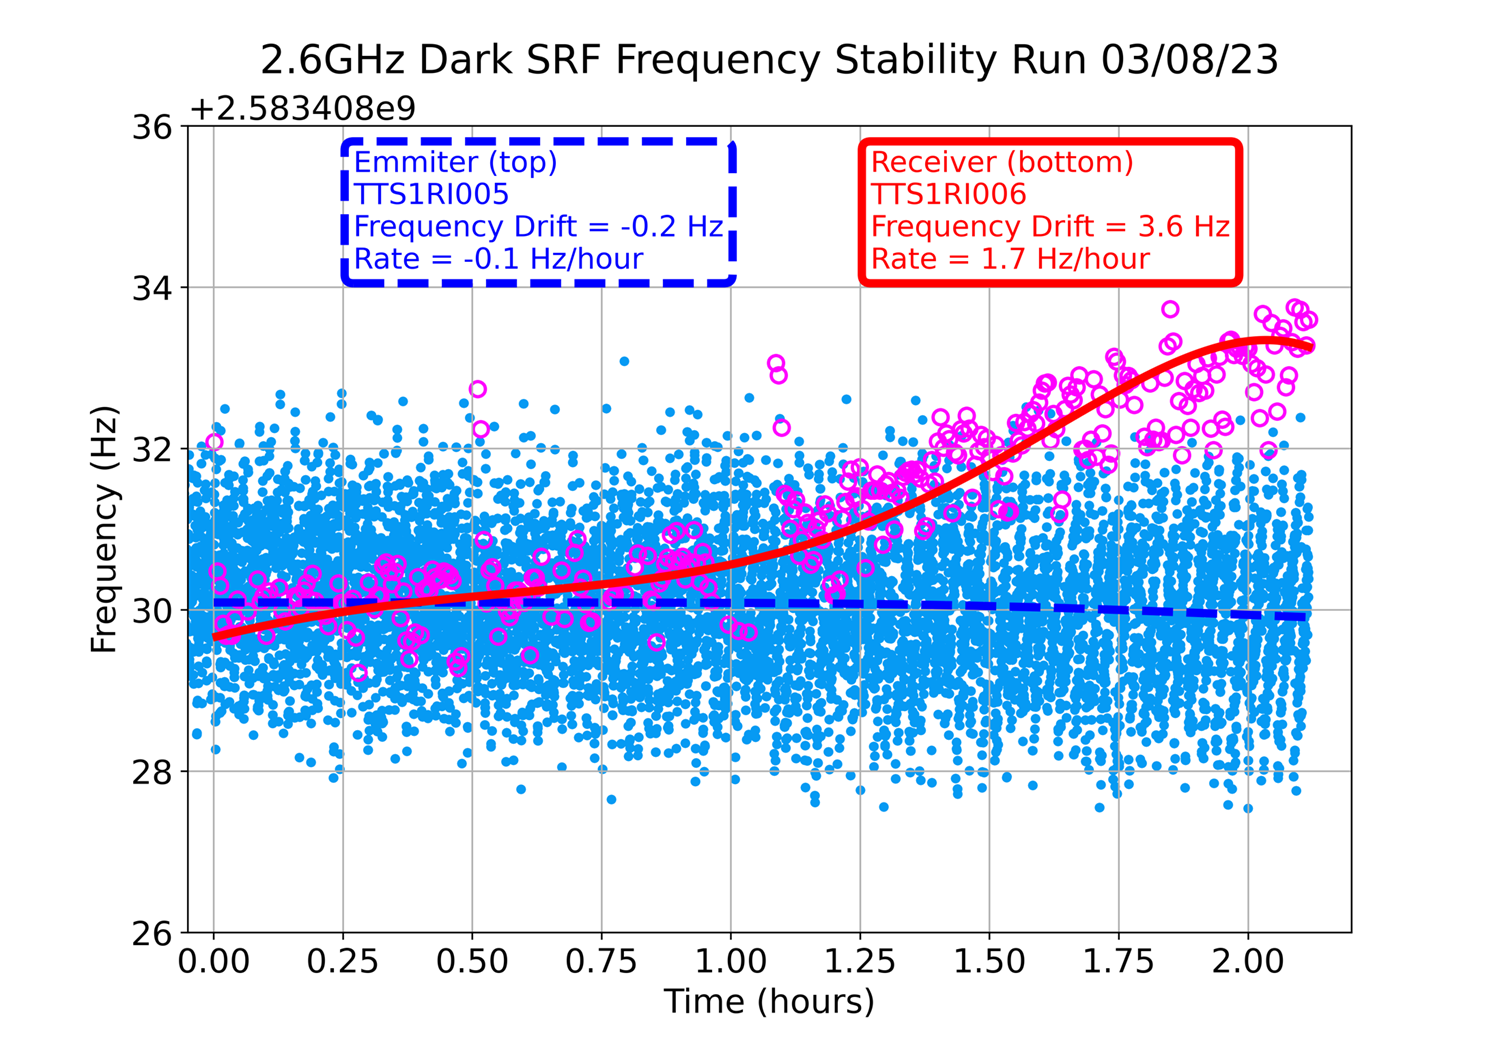 2.6GHz Dark SRF Frequency Stability Run 03/08/23
+2.583408e9
Emmiter (top)
TTS1RI005
Frequency Drift = -0.2 Hz
Rate = -0.1 Hz/hour
Receiver (bottom)
TTS1RI006
Frequency Drift = 3.6 Hz
Rate = 1.7 Hz/hour
Frequency (Hz)
36
34
32
30
28
26
0.00 0.25 0.50 0.75 1.00 1.25 1.50 1.75 2.00
Time (hours)